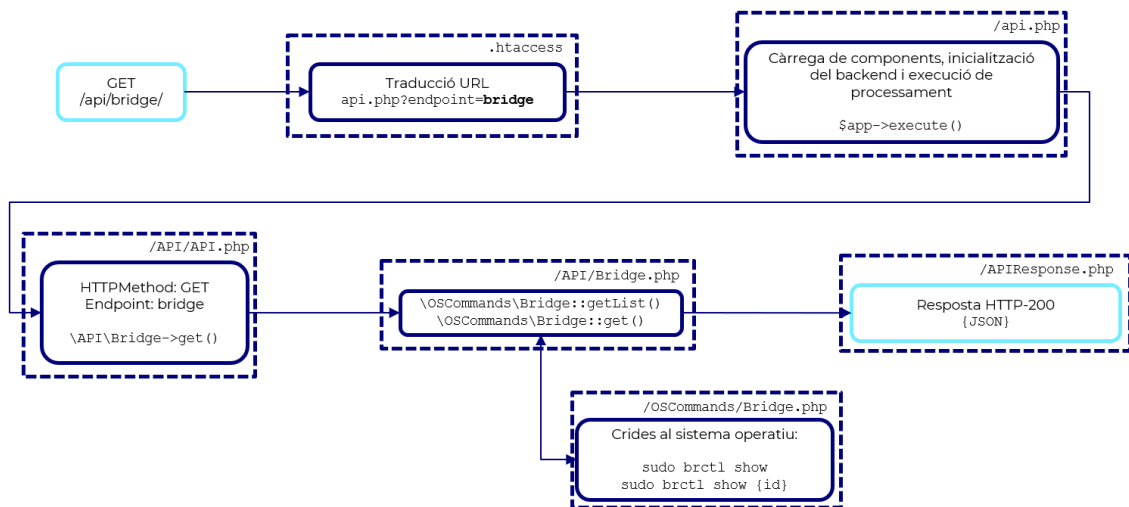 GET
/api/bridge/
.htaccess
Traducció URL
api.php?endpoint=bridge
/api.php
Càrrega de components, inicialització
del backend i execució de
processament
$app->execute()
/API/API.php
HTTPMethod: GET
Endpoint: bridge
\API\Bridge->get()
/API/Bridge.php
\OSCommands\Bridge::getList()
\OSCommands\Bridge::get()
/APIResponse.php
Resposta HTTP-200
{JSON}
/OSCommands/Bridge.php
Crides al sistema operatiu:
sudo brctl show
sudo brctl show {id}